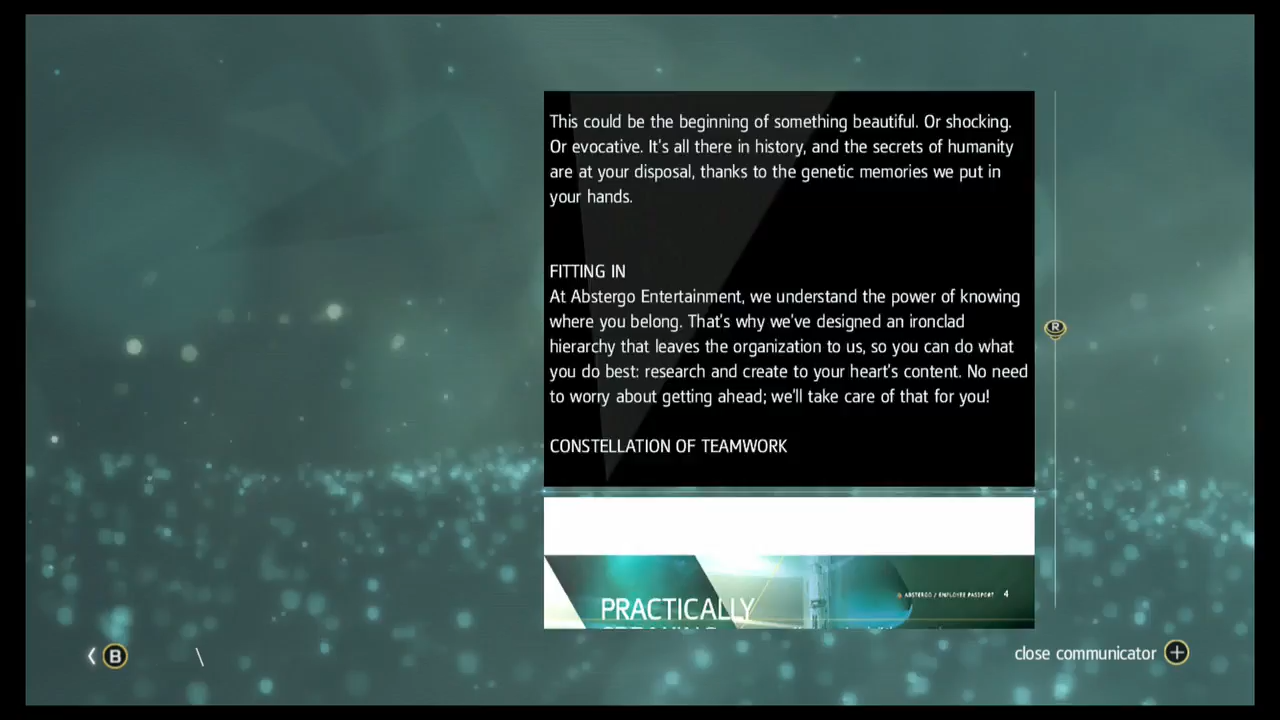 This could be the beginning of something beautiful. Or shocking.
Or evocative. It's all there in history, and the secrets of humanity
are at your disposal, thanks to the genetic memories we put in
your hands.
FITTING IN
At Abstergo Entertainment, we understand the power of knowing
where you belong. That's why we've designed an ironclad
hierarchy that leaves the organization to us, so you can do what
you do best: research and create to your heart's content. No need
to worry about getting ahead; we'll take care of that for you!
CONSTELLATION OF TEAMWORK
R
ABSTERGO / EMPLOYEE PASSPORT 4
PRACTICALLY
B \
close communicator +